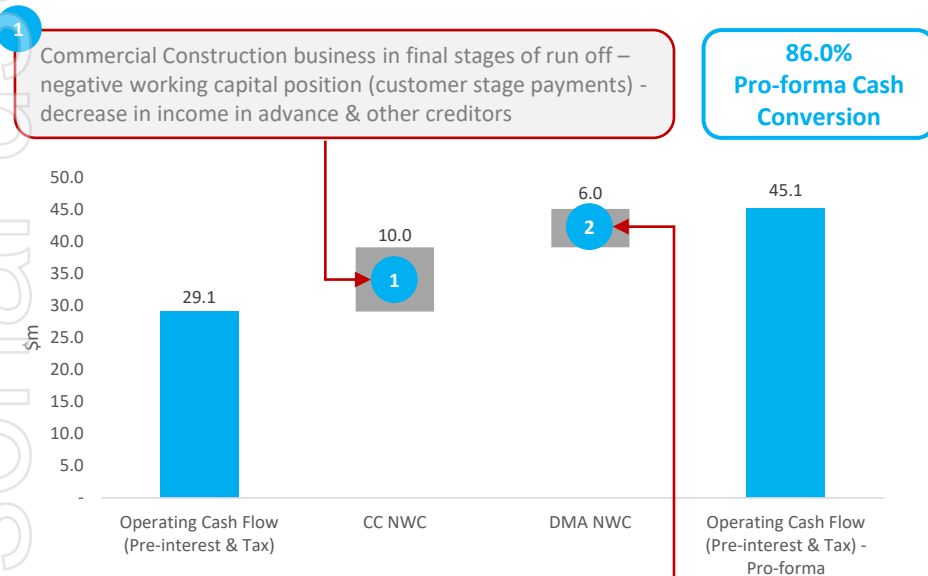 1
Commercial Construction business in final stages of run off –
negative working capital position (customer stage payments) -
decrease in income in advance & other creditors
86.0%
Pro-forma Cash
Conversion
50.0
45.0
40.0
35.0
30.0
25.0
20.0
15.0
10.0
5.0
-
$m
29.1
10.0
1
6.0
2
45.1
Operating Cash Flow
(Pre-interest & Tax)
CC NWC
DMA NWC
Operating Cash Flow
(Pre-interest & Tax) -
Pro-forma